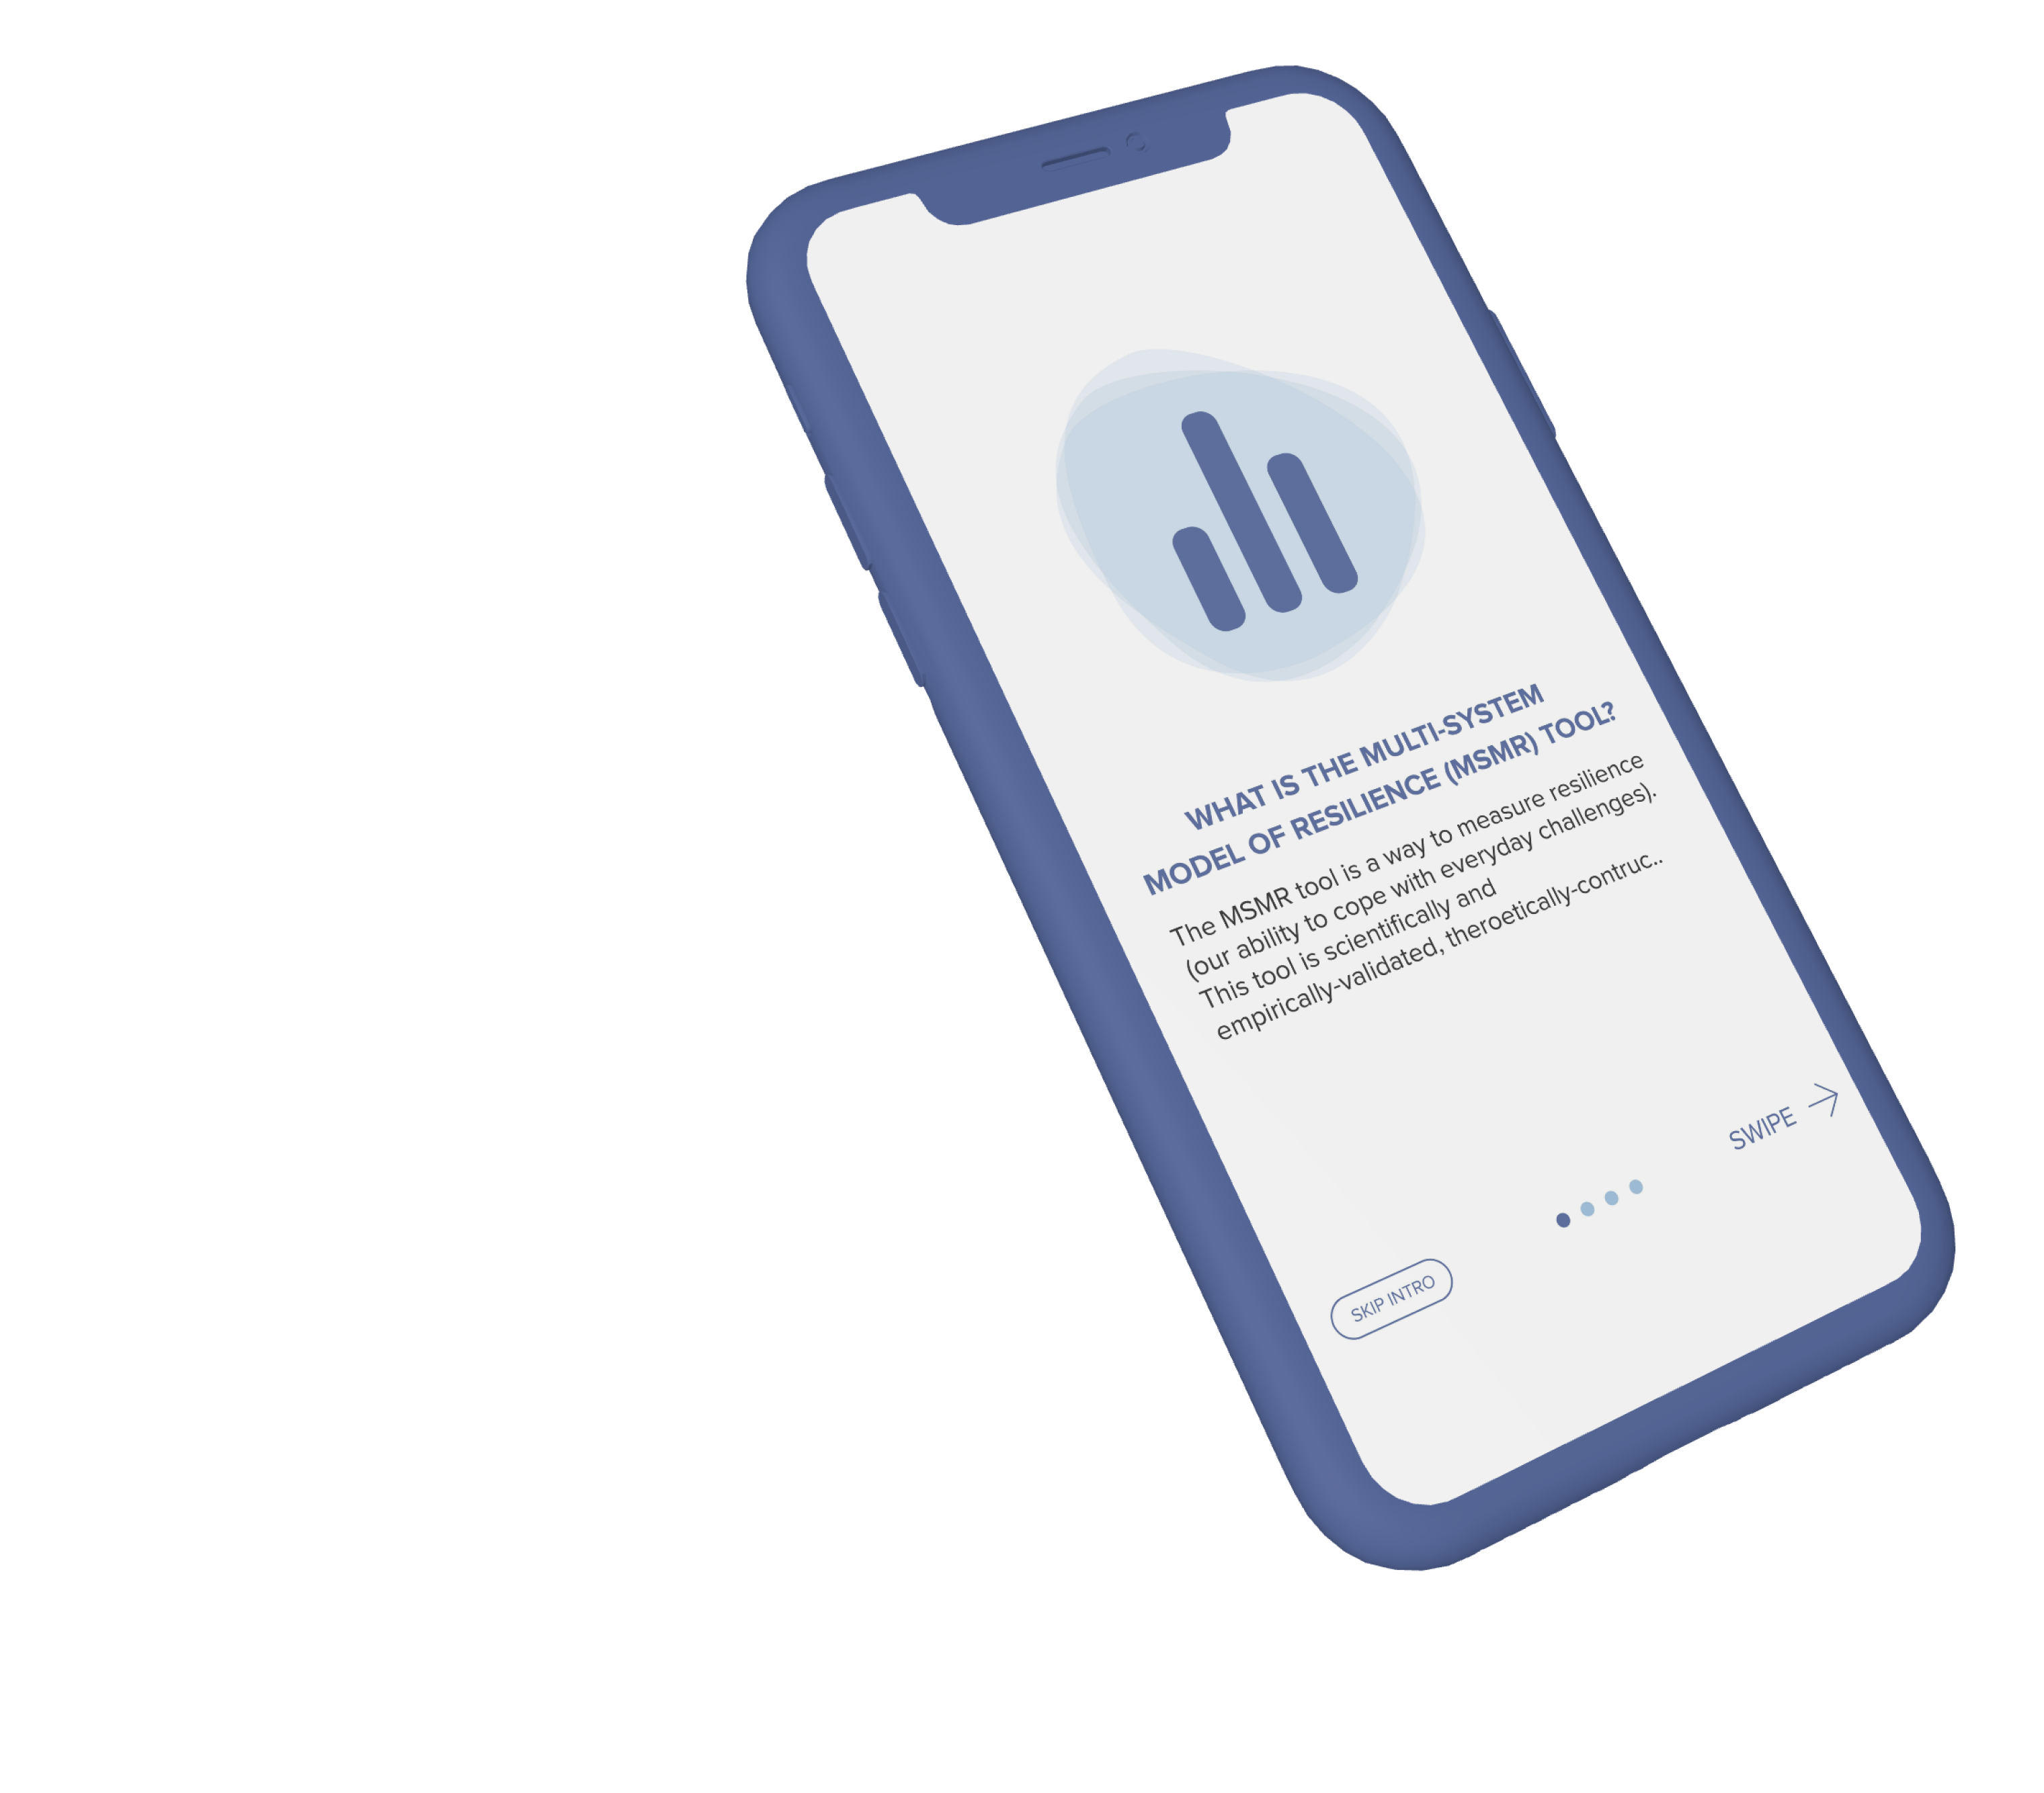 WHAT IS THE MULTI-SYSTEM
MODEL OF RESILIENCE (MSMR) TOOL?
The MSMR tool is a way to measure resilience
(our ability to cope with everyday challenges).
This tool is scientifically and
empirically-validated, theroetically-contruc..
SWIPE
SKIP INTRO